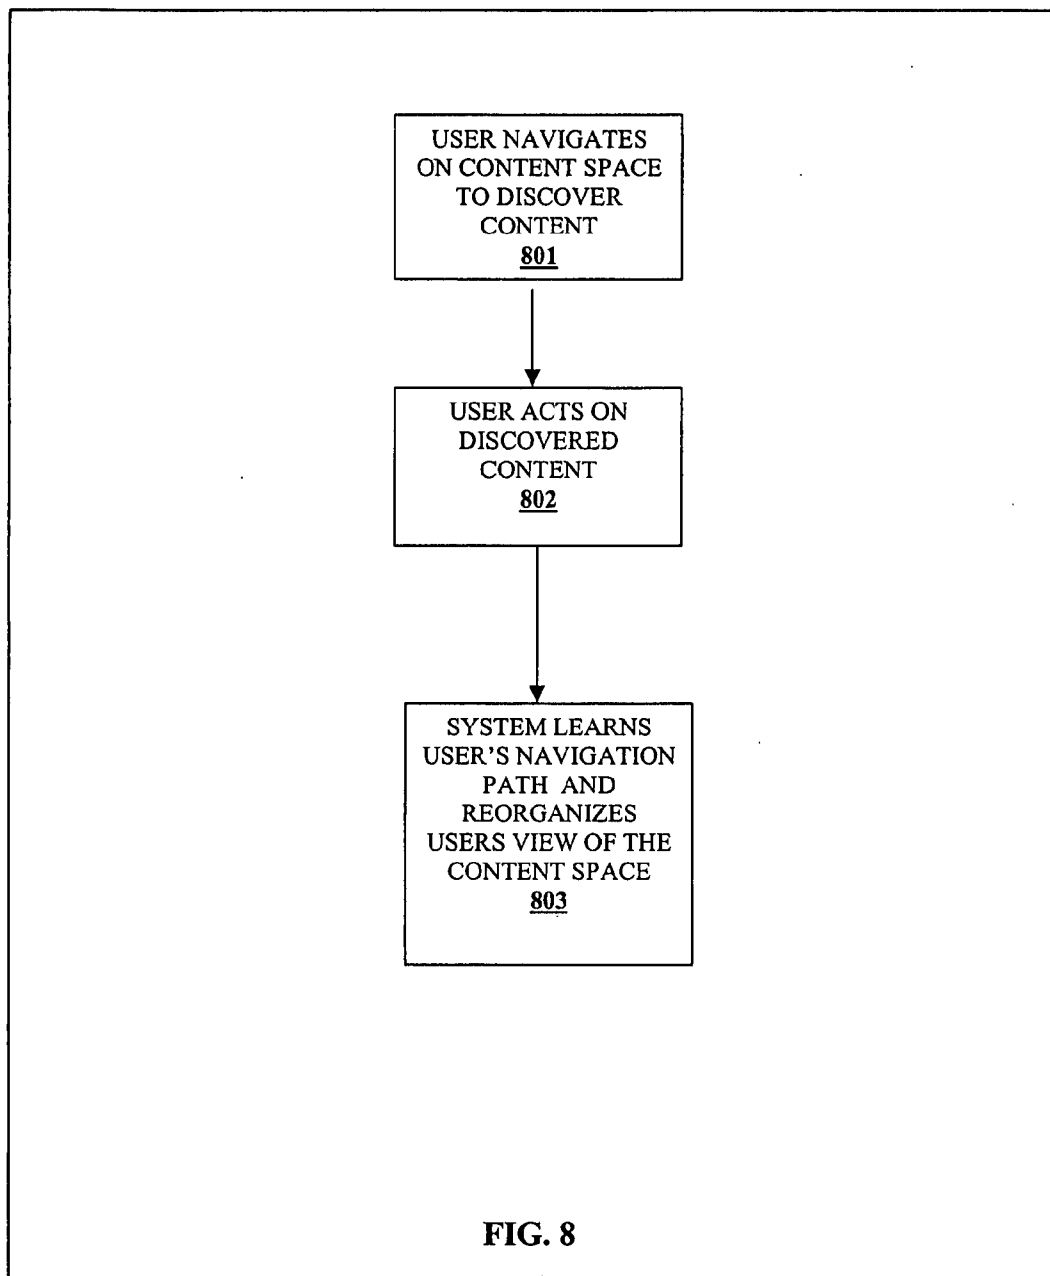 USER NAVIGATES
ON CONTENT SPACE
TO DISCOVER
CONTENT
801
USER ACTS ON
DISCOVERED
CONTENT
802
SYSTEM LEARNS
USER'S NAVIGATION
PATH AND
REORGANIZES
USERS VIEW OF THE
CONTENT SPACE
803
FIG. 8